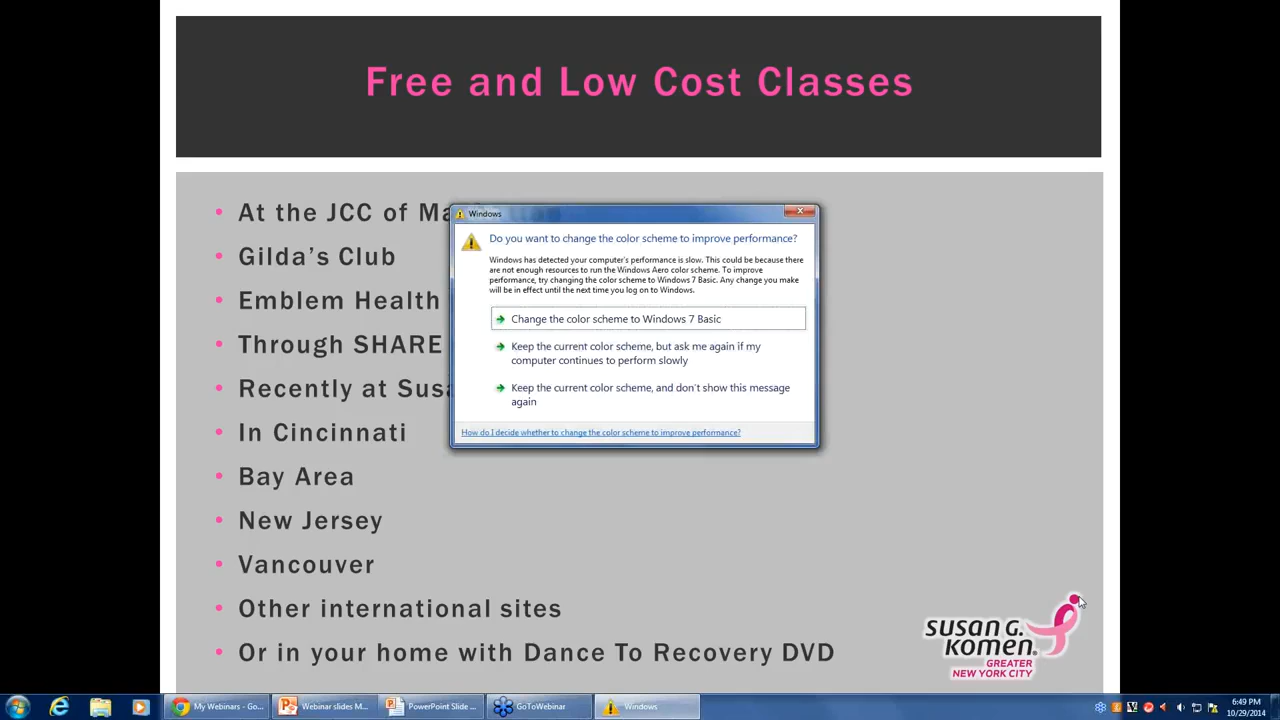 Free and Low Cost Classes
• At the JCC of
• Gilda's Club
• Emblem Health
• Through SHARE
• Recently at
• In Cincinnati
• Bay Area
• New Jersey
• Vancouver
• Other international sites
• Or in your home with Dance To Recovery DVD
Windows
Do you want to change the color scheme to improve performance?
Windows has detected your computer's performance is slow. This could be because there
are not enough resources to run the Windows Aero color scheme. To improve
performance, try changing the color scheme to Windows 7 Basic. Any change you make
will be in effect until the next time you log on to Windows.
Change the color scheme to Windows 7 Basic
Keep the current color scheme, but ask me again if my
computer continues to perform slowly
Keep the current color scheme, and don't show this message
again
How do I decide whether to change the color scheme to improve performance?
susan g.
komen.
GREATER
NEW YORK CITY
My Webinars - Go...
Webinar slides M...
PowerPoint Slide ...
GoToWebinar
Windows
6:49 PM
10/29/2014